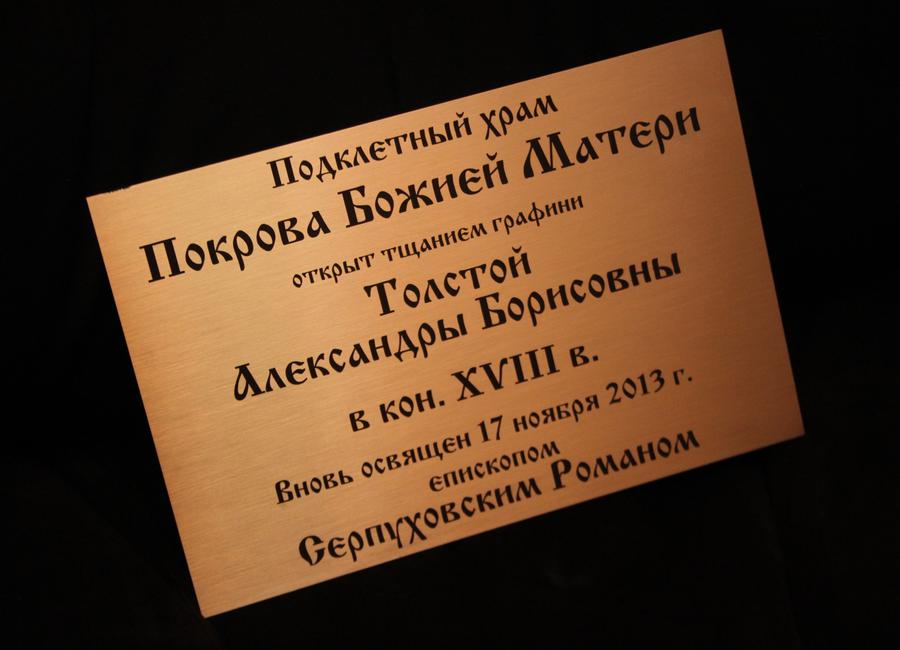 Подклетный храм
Покрова Божией Матери
открыт тщанием графини
Толстой
Александры Борисовны
в кон. XVIII в.
Вновь освящен 17 ноября 2013 г.
епископом
Серпуховским Романом